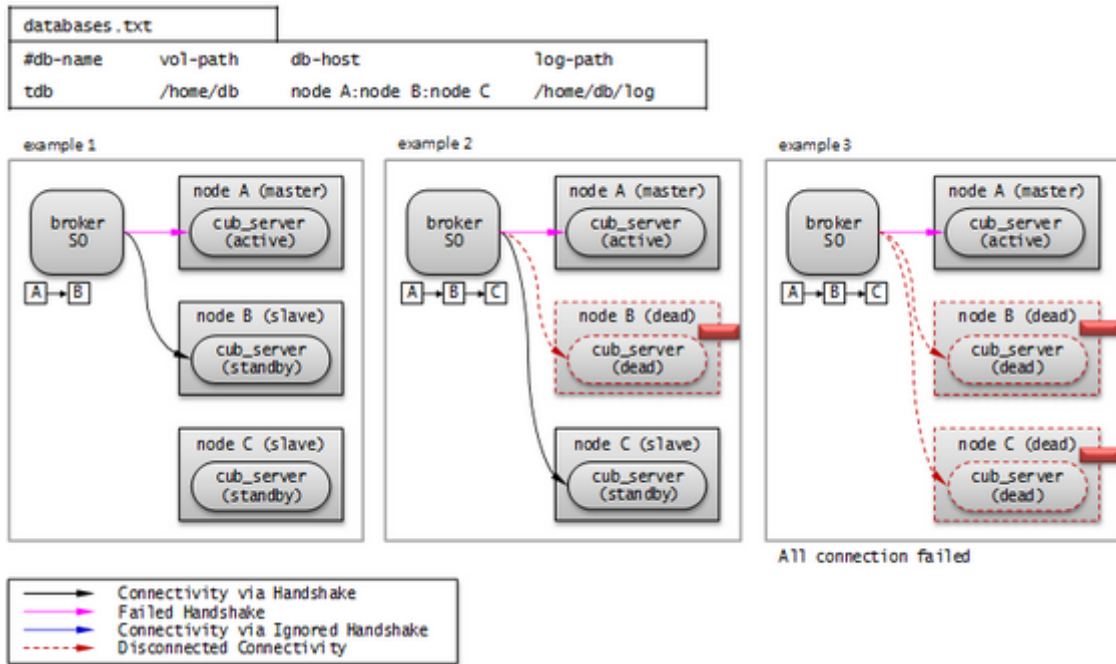 databases.txt
#db-name vol-path db-host log-path
tdb /home/db node A:node B:node C /home/db/log
example 1
broker
SO
A B
node A (master)
cub_server
(active)
node B (slave)
cub_server
(standby)
node C (slave)
cub_server
(standby)
example 2
broker
SO
A B C
node A (master)
cub_server
(active)
node B (dead)
cub_server
(dead)
node C (slave)
cub_server
(standby)
example 3
broker
SO
A B C
node A (master)
cub_server
(active)
node B (dead)
cub_server
(dead)
node C (dead)
cub_server
(dead)
All connection failed
Connectivity via Handshake
Failed Handshake
Connectivity via Ignored Handshake
Disconnected Connectivity